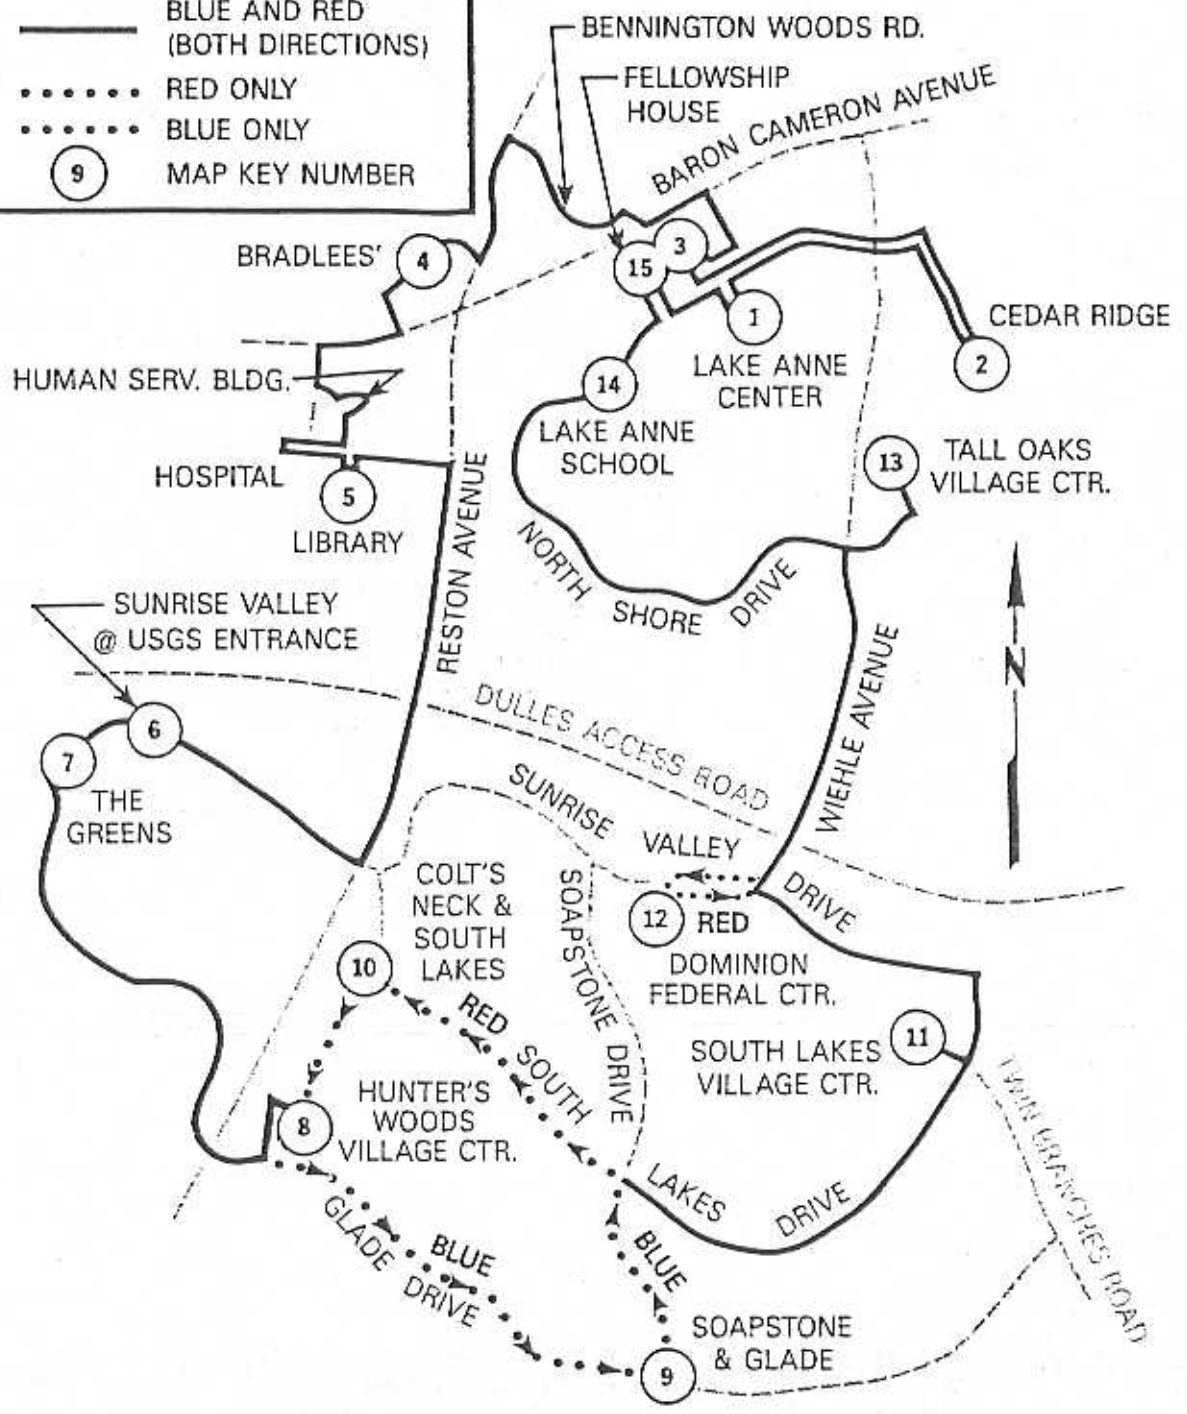 BLUE AND RED
(BOTH DIRECTIONS)
RED ONLY
BLUE ONLY
9 MAP KEY NUMBER
BENNINGTON WOODS RD.
FELLOWSHIP
HOUSE
BARON CAMERON AVENUE
BRADLEES'
4
3
15
1
CEDAR RIDGE
2
LAKE ANNE
CENTER
HUMAN SERV. BLDG.
14
LAKE ANNE
SCHOOL
13
TALL OAKS
VILLAGE CTR.
HOSPITAL
5
LIBRARY
RESTON AVENUE
NORTH SHORE DRIVE
SUNRISE VALLEY
@ USGS ENTRANCE
N
WIEHLE AVENUE
DULLES ACCESS ROAD
6
7
THE
GREENS
SUNRISE VALLEY DRIVE
COLT'S
NECK &
SOUTH
LAKES
SOAPSTONE DRIVE
12
RED
DOMINION
FEDERAL CTR.
10
RED
SOUTH LAKES DRIVE
11
SOUTH LAKES
VILLAGE CTR.
TWIN BRANCHES ROAD
HUNTER'S
WOODS
VILLAGE CTR.
8
GLADE DRIVE
BLUE
BLUE
SOAPSTONE
& GLADE
9